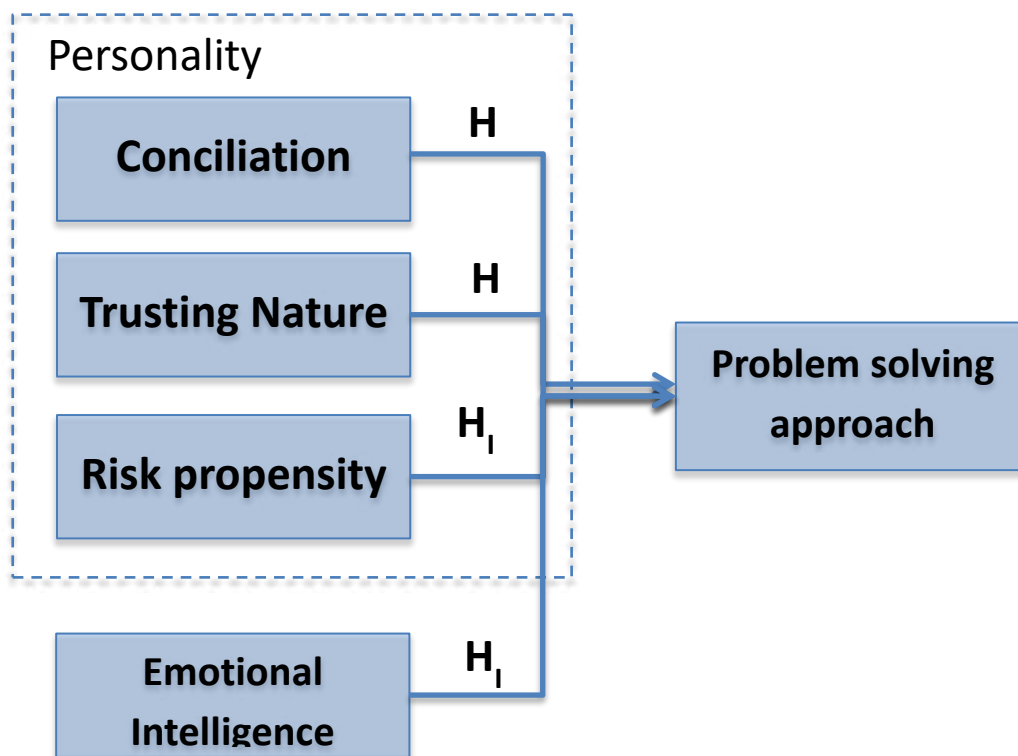 Personality
H
Conciliation
H
Trusting Nature
Problem solving
approach
H
Risk propensity
H
Emotional
Intelligence